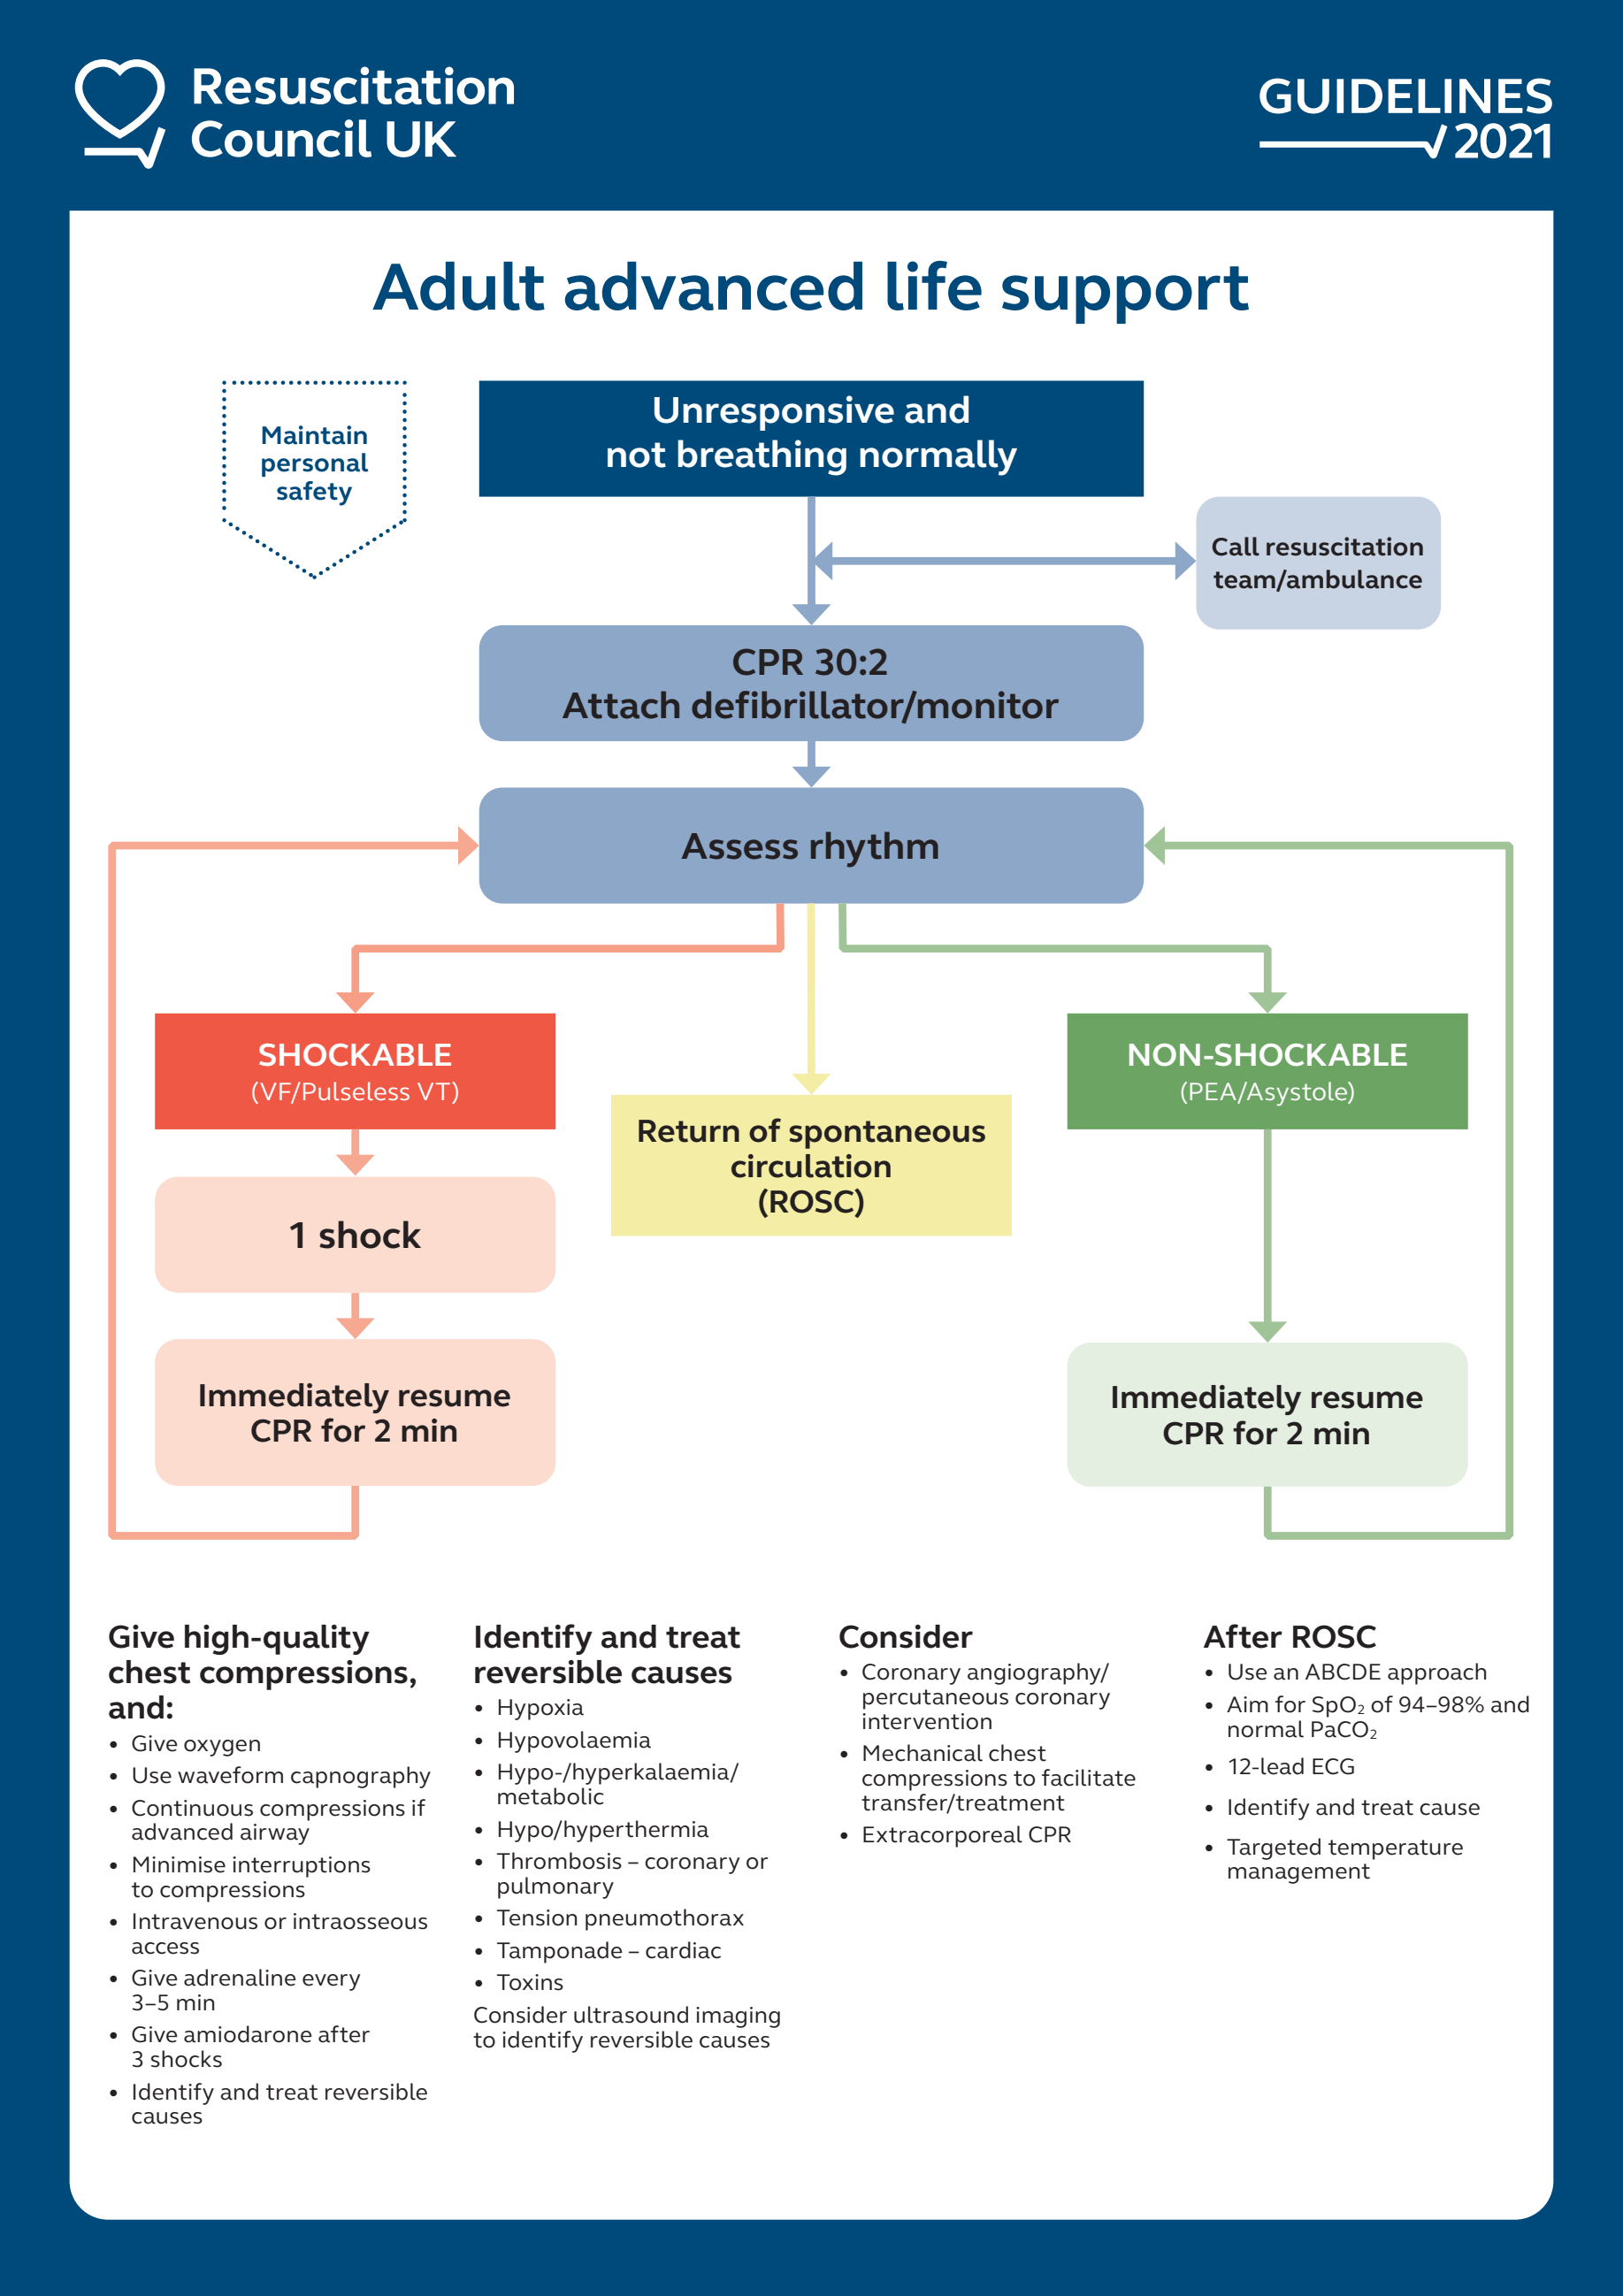 Resuscitation
Council UK
GUIDELINES
2021
Adult advanced life support
Maintain
personal
safety
Unresponsive and
not breathing normally
Call resuscitation
team/ambulance
CPR 30:2
Attach defibrillator/monitor
Assess rhythm
SHOCKABLE
(VF/Pulseless VT)
Return of spontaneous
circulation
(ROSC)
NON-SHOCKABLE
(PEA/Asystole)
1 shock
Immediately resume
CPR for 2 min
Immediately resume
CPR for 2 min
Give high-quality
chest compressions,
and:
• Give oxygen
• Use waveform capnography
• Continuous compressions if
advanced airway
• Minimise interruptions
to compressions
• Intravenous or intraosseous
access
• Give adrenaline every
3–5 min
• Give amiodarone after
3 shocks
• Identify and treat reversible
causes
Identify and treat
reversible causes
• Hypoxia
• Hypovolaemia
• Hypo-/hyperkalaemia/
metabolic
• Hypo/hyperthermia
• Thrombosis – coronary or
pulmonary
• Tension pneumothorax
• Tamponade – cardiac
• Toxins
Consider ultrasound imaging
to identify reversible causes
Consider
• Coronary angiography/
percutaneous coronary
intervention
• Mechanical chest
compressions to facilitate
transfer/treatment
• Extracorporeal CPR
After ROSC
• Use an ABCDE approach
• Aim for SpO₂ of 94–98% and
normal PaCO₂
• 12-lead ECG
• Identify and treat cause
• Targeted temperature
management